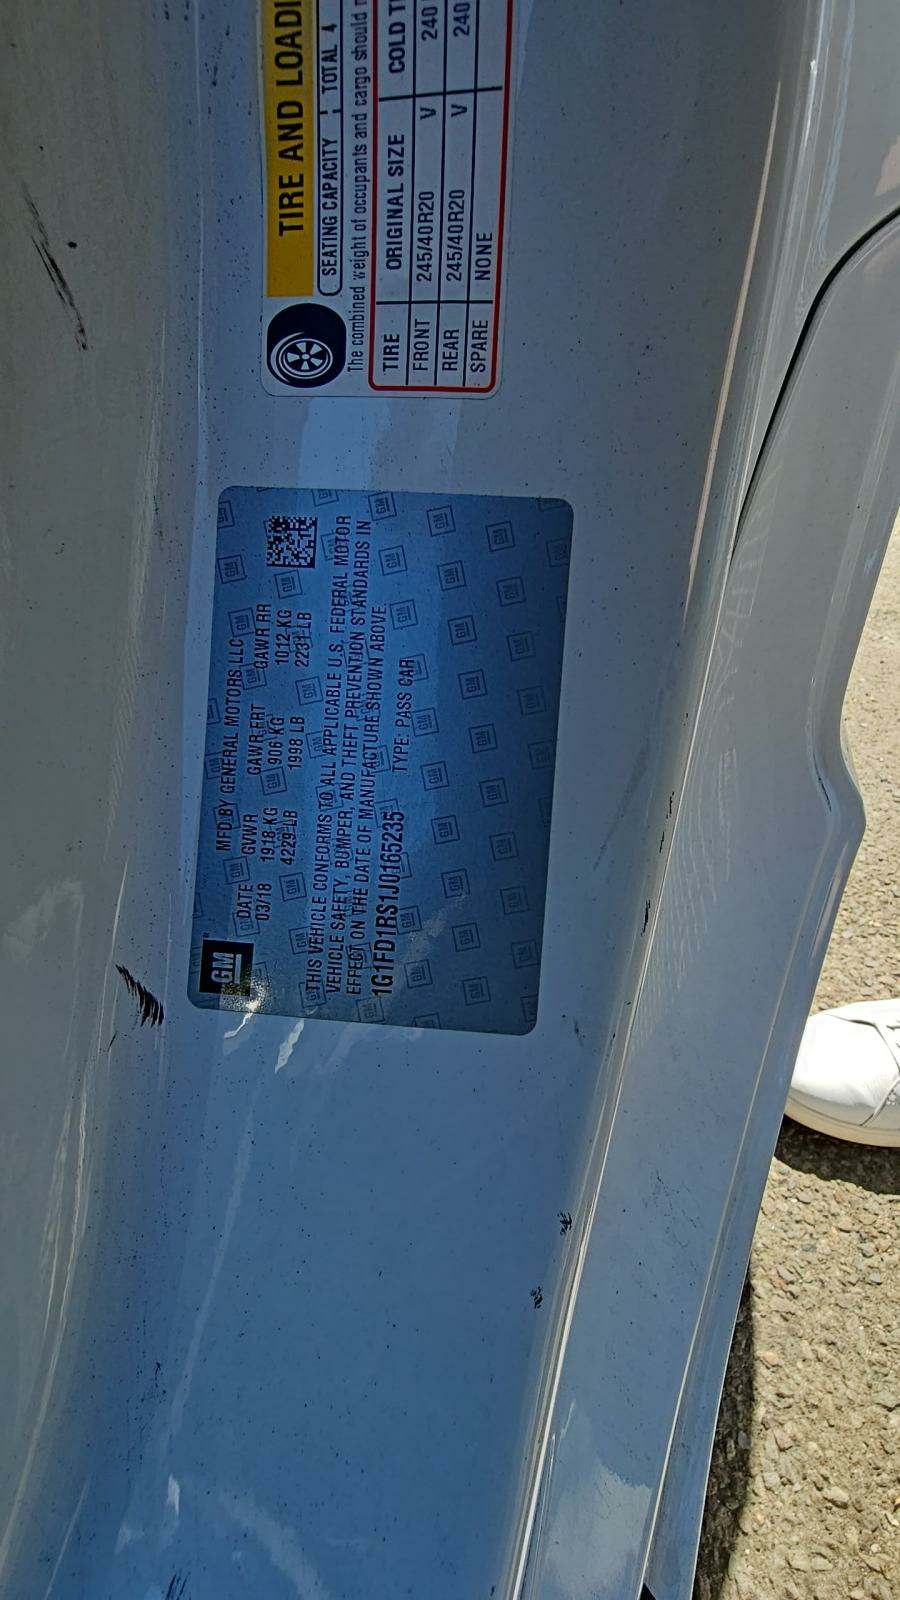 TIRE AND LOADI
SEATING CAPACITY | TOTAL 4
The combined weight of occupants and cargo should
TIRE ORIGINAL SIZE COLD
FRONT 245/40R20 V 240
REAR 245/40R20 V 240
SPARE NONE
GM
MFD BY GENERAL MOTORS LLC
DATE GVWR GAWR FRT GAWR RR
03/18 1918 KG 906 KG 1012 KG
4229 LB 1998 LB 2231 LB
THIS VEHICLE CONFORMS TO ALL APPLICABLE U.S. FEDERAL MOTOR
VEHICLE SAFETY, BUMPER, AND THEFT PREVENTION STANDARDS IN
EFFECT ON THE DATE OF MANUFACTURE SHOWN ABOVE.
1G1FD1RS1J0165235 TYPE: PASS CAR